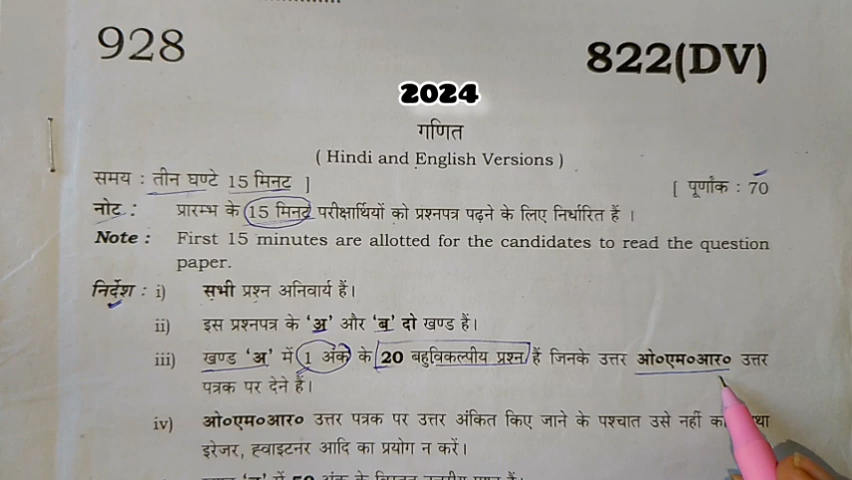 928
822(DV)
2024
गणित
( Hindi and English Versions )
समय : तीन घण्टे 15 मिनट ]
[ पूर्णांक : 70
नोट : प्रारम्भ के 15 मिनट परीक्षार्थियों को प्रश्नपत्र पढ़ने के लिए निर्धारित हैं ।
Note : First 15 minutes are allotted for the candidates to read the question
paper.
निर्देश : i) सभी प्रश्न अनिवार्य हैं।
ii) इस प्रश्नपत्र के 'अ' और 'ब' दो खण्ड हैं।
iii) खण्ड 'अ' में 1 अंक के 20 बहुविकल्पीय प्रश्न हैं जिनके उत्तर ओ०एम०आर० उत्तर
पत्रक पर देने हैं।
iv) ओ०एम०आर० उत्तर पत्रक पर उत्तर अंकित किए जाने के पश्चात उसे नहीं
इरेजर, ह्वाइटनर आदि का प्रयोग न करें।
50 अंक के